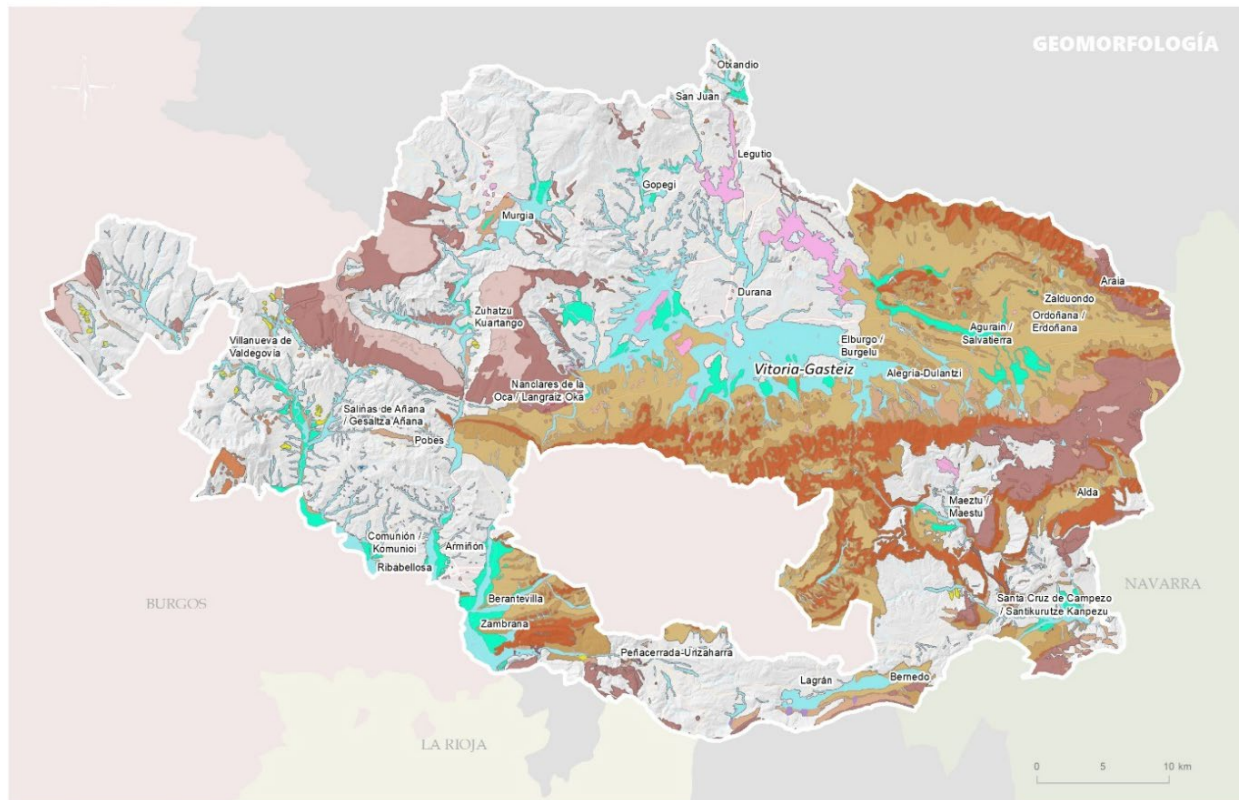 GEOMORFOLOGÍA
Otxandio
San Juan
Legutio
Gopegi
Murgia
Araia
Durana
Zalduondo
Zuhatzu
Kuartango
Ordoñana /
Erdoñana
Agurain /
Salvatierra
Villanueva de
Valdegovía
Elburgo /
Burgelu
Vitoria-Gasteiz
Alegría-Dulantzi
Nanclares de la
Oca / Langraiz Oka
Salinas de Añana
/ Gesaltza Añana
Pobes
Alda
Maeztu /
Maestu
Comunión /
Komunioi
Armiñón
Ribabellosa
NAVARRA
Berantevilla
Santa Cruz de Campezo
/ Santikurutze Kanpezu
BURGOS
Zambrana
Peñacerrada-Urizaharra
Lagrán
Bernedo
LA RIOJA
0 5 10 km